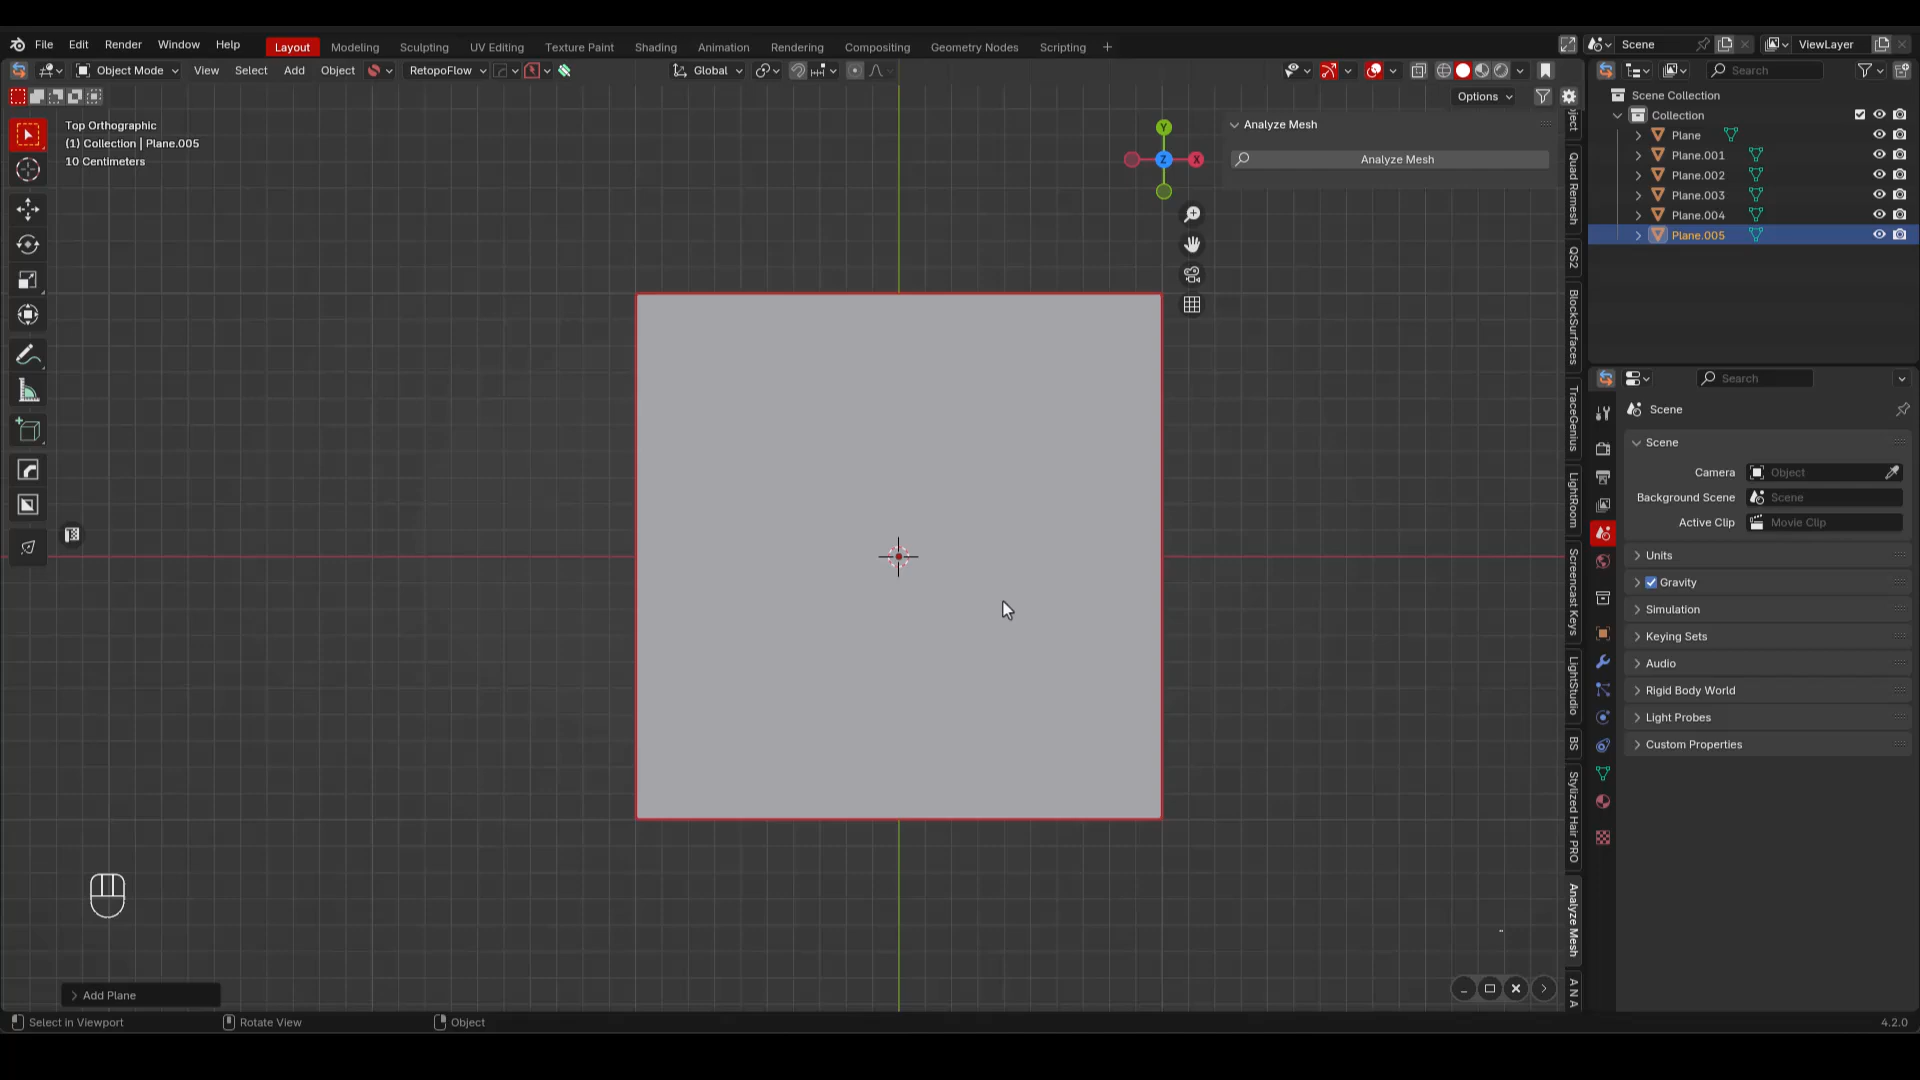 File Edit Render Window Help Layout Modeling Sculpting UV Editing Texture Paint Shading Animation Rendering Compositing Geometry Nodes Scripting + Scene ViewLayer
Object Mode View Select Add Object RetopoFlow Global Search
Options
Top Orthographic
(1) Collection | Plane.005
10 Centimeters
Y
Z
X
Analyze Mesh
Analyze Mesh
Quad Remesh
QS2
BlockSurfaces
TraceGenius
LightRoom
Screencast Keys
LightStudio
BS
Stylized Hair PRO
Analyze Mesh
A N A
Scene Collection
Collection
Plane
Plane.001
Plane.002
Plane.003
Plane.004
Plane.005
Search
Scene
Scene
Camera Object
Background Scene Scene
Active Clip Movie Clip
Units
Gravity
Simulation
Keying Sets
Audio
Rigid Body World
Light Probes
Custom Properties
Add Plane
Select in Viewport Rotate View Object 4.2.0